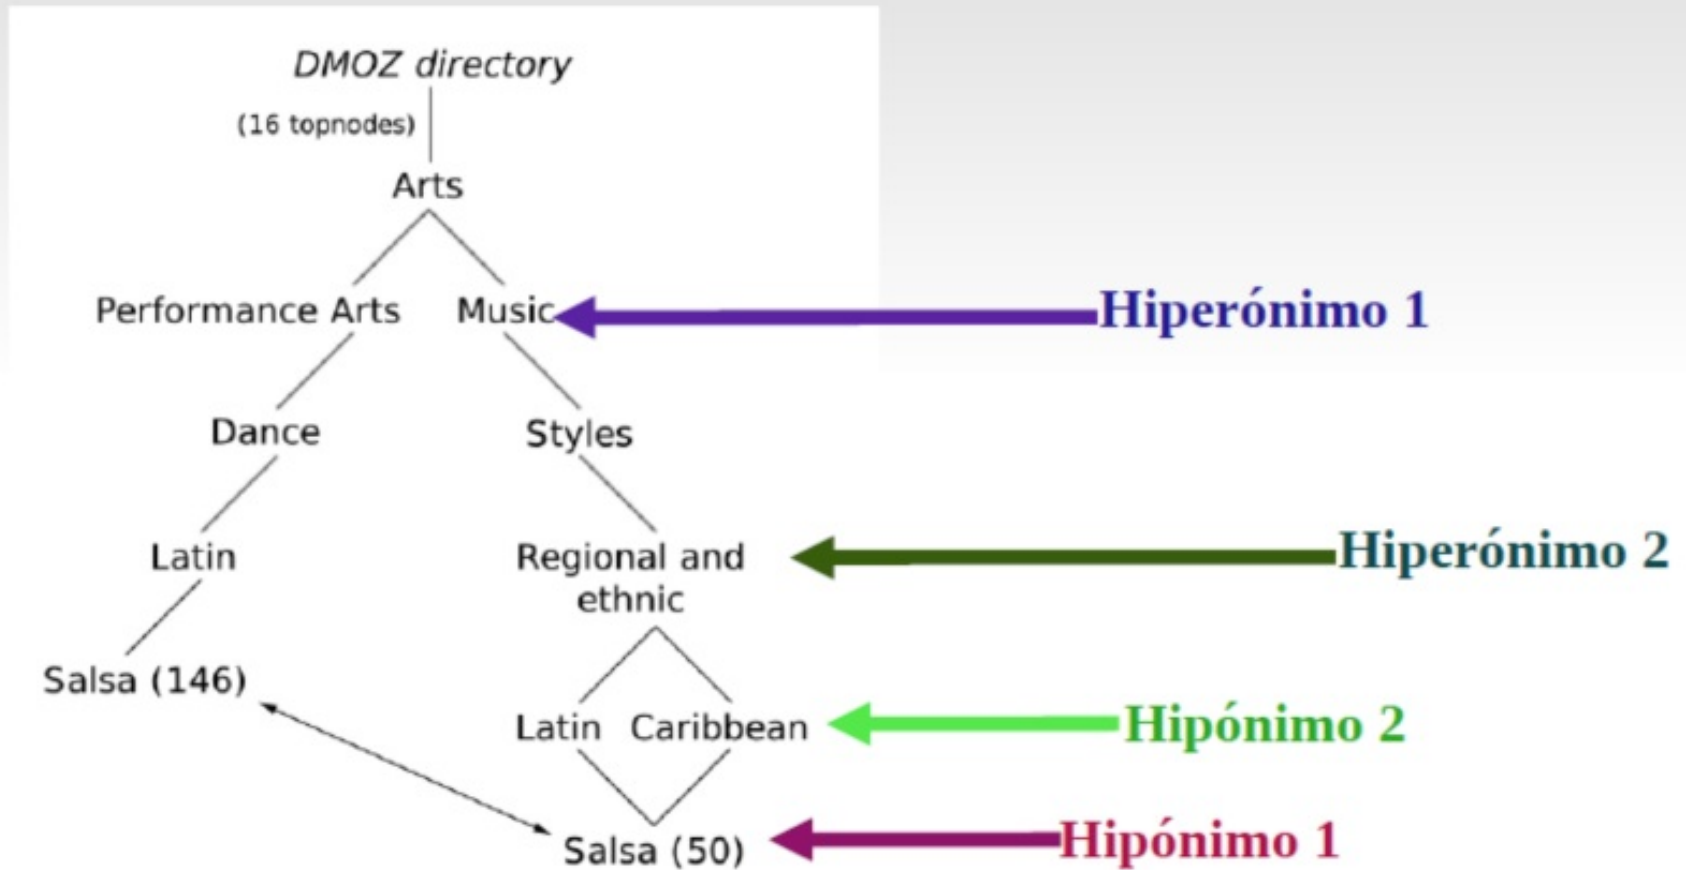 DMOZ directory
(16 topnodes)
Arts
Performance Arts
Music
Hiperónimo 1
Dance
Styles
Latin
Regional and
ethnic
Hiperónimo 2
Salsa (146)
Latin
Caribbean
Hipónimo 2
Salsa (50)
Hipónimo 1